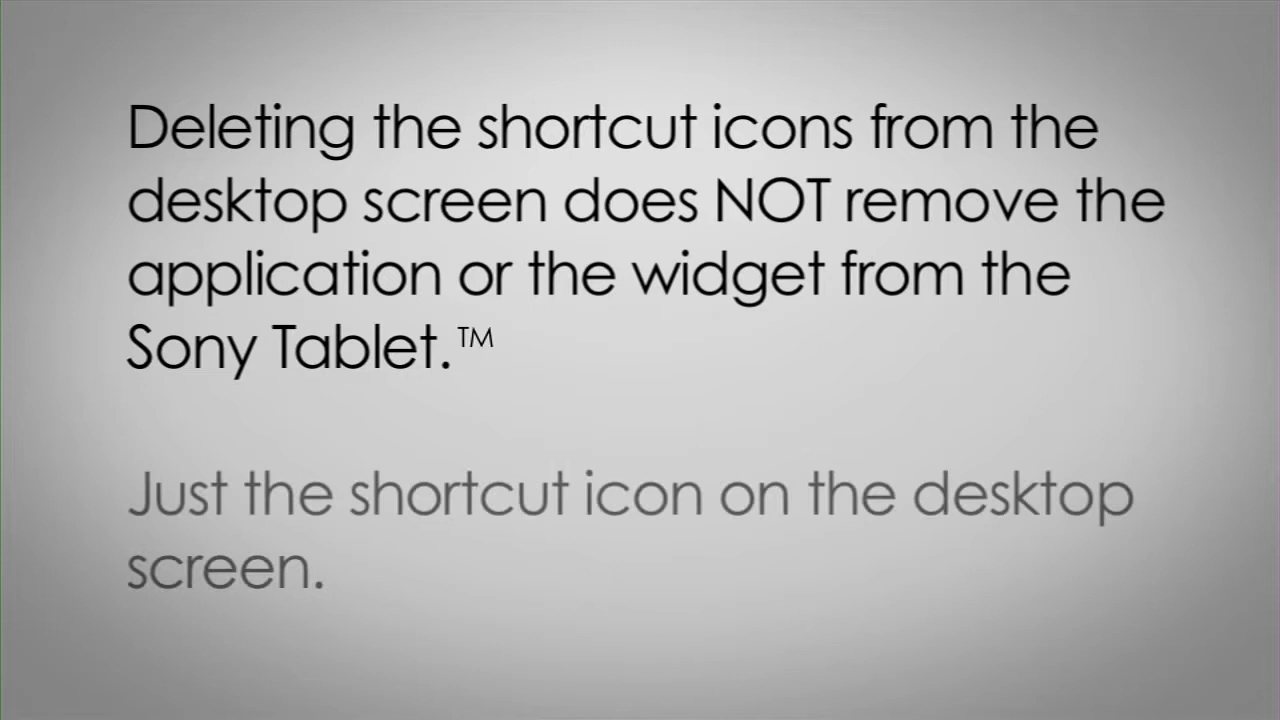 Deleting the shortcut icons from the
desktop screen does NOT remove the
application or the widget from the
Sony Tablet.™
Just the shortcut icon on the desktop
screen.